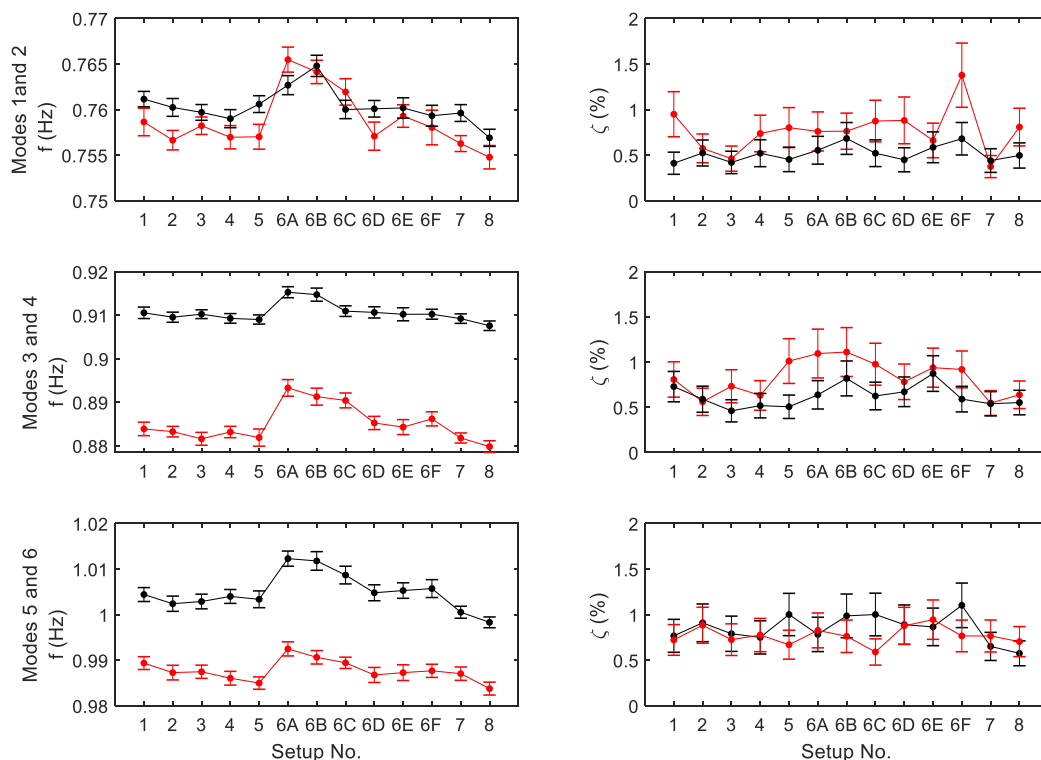 0.77
0.765
0.76
0.755
0.75
Modes 1and 2
f (Hz)
1 2 3 4 5 6A 6B 6C 6D 6E 6F 7 8
2
1.5
1
0.5
0
ζ (%)
1 2 3 4 5 6A 6B 6C 6D 6E 6F 7 8
0.92
0.91
0.9
0.89
0.88
Modes 3 and 4
f (Hz)
1 2 3 4 5 6A 6B 6C 6D 6E 6F 7 8
2
1.5
1
0.5
0
ζ (%)
1 2 3 4 5 6A 6B 6C 6D 6E 6F 7 8
1.02
1.01
1
0.99
0.98
Modes 5 and 6
f (Hz)
1 2 3 4 5 6A 6B 6C 6D 6E 6F 7 8
Setup No.
2
1.5
1
0.5
0
ζ (%)
1 2 3 4 5 6A 6B 6C 6D 6E 6F 7 8
Setup No.